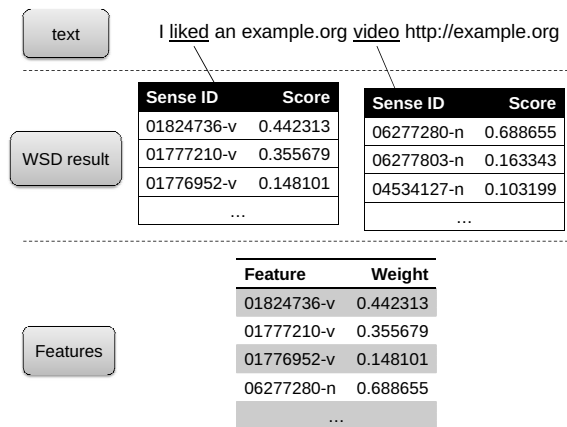 text
I liked an example.org video http://example.org
WSD result
Sense ID Score
01824736-v 0.442313
01777210-v 0.355679
01776952-v 0.148101
...
Sense ID Score
06277280-n 0.688655
06277803-n 0.163343
04534127-n 0.103199
...
Features
Feature Weight
01824736-v 0.442313
01777210-v 0.355679
01776952-v 0.148101
06277280-n 0.688655
...